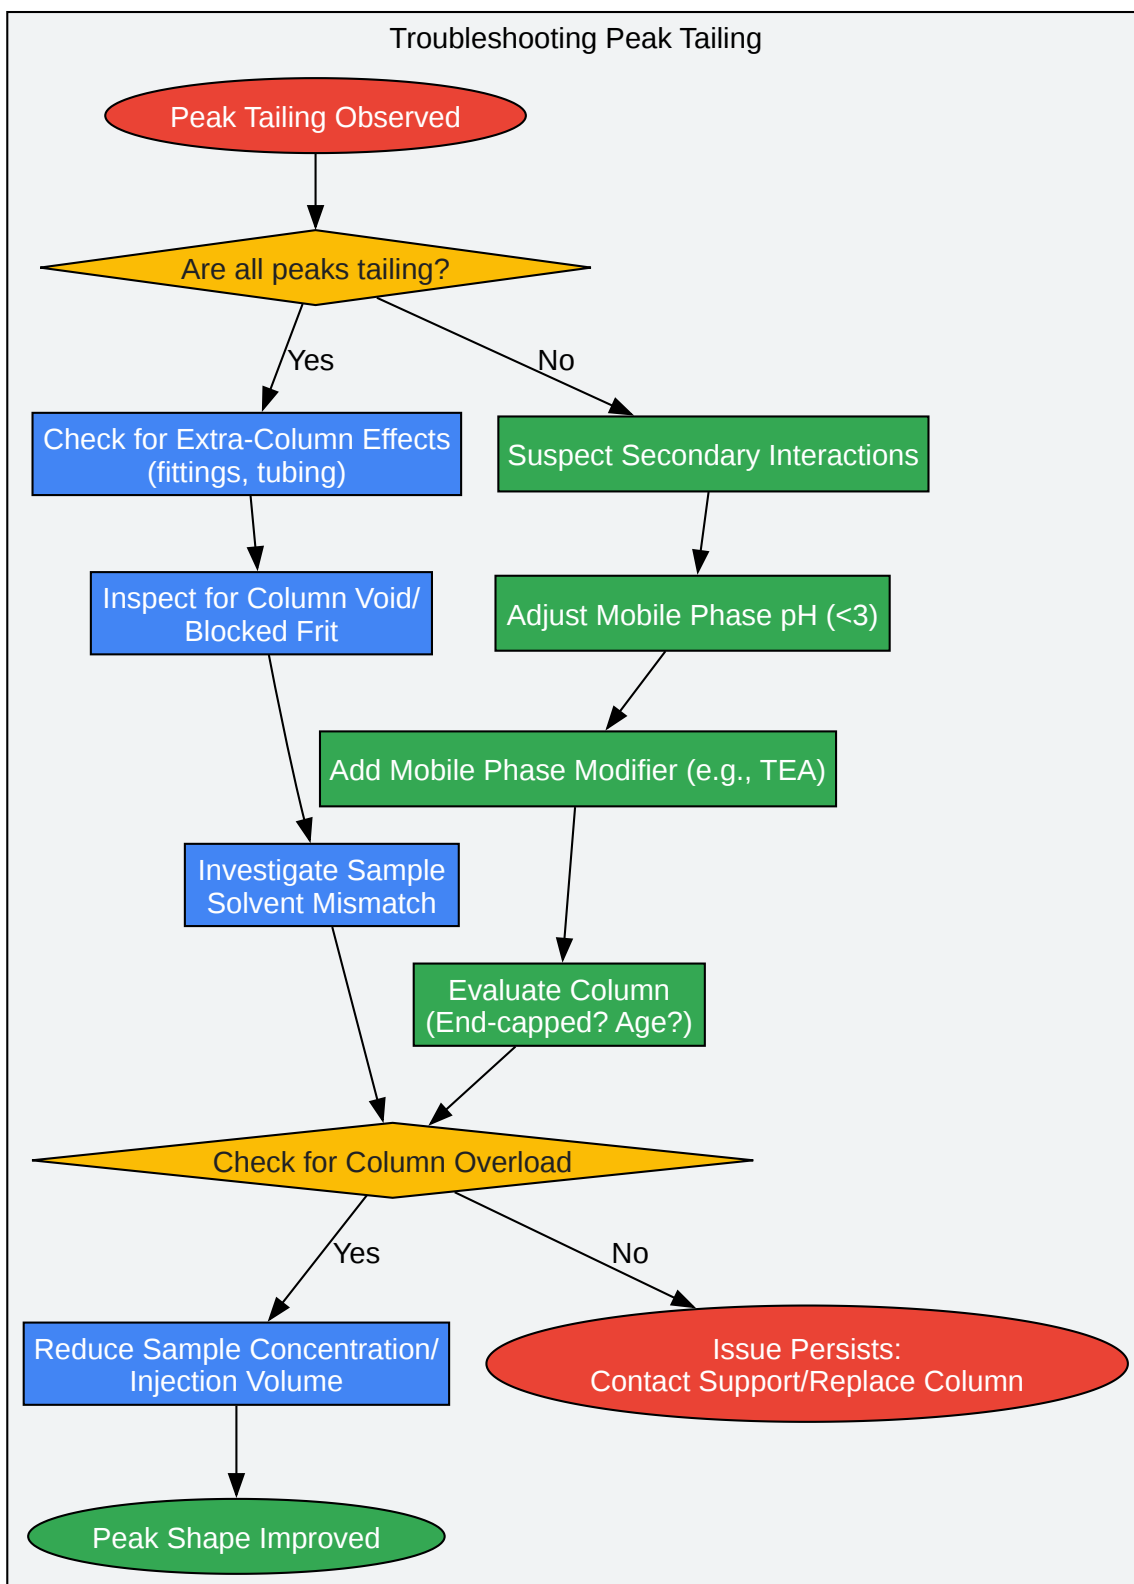 Troubleshooting Peak Tailing
Peak Tailing Observed
Are all peaks tailing?
Yes
No
Check for Extra-Column Effects
(fittings, tubing)
Suspect Secondary Interactions
Inspect for Column Void/
Blocked Frit
Adjust Mobile Phase pH (<3)
Add Mobile Phase Modifier (e.g., TEA)
Investigate Sample
Solvent Mismatch
Evaluate Column
(End-capped? Age?)
Check for Column Overload
Yes
No
Reduce Sample Concentration/
Injection Volume
Issue Persists:
Contact Support/Replace Column
Peak Shape Improved